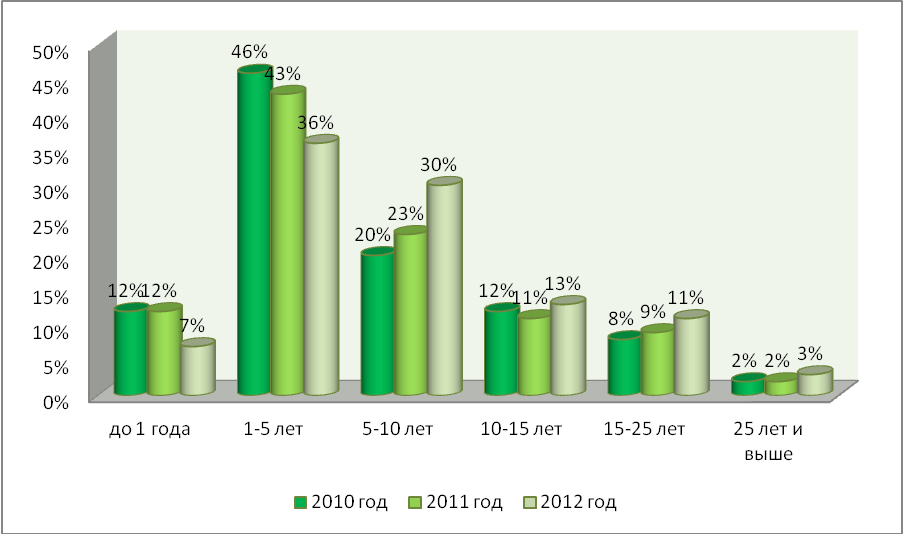 50%
45%
40%
35%
30%
25%
20%
15%
10%
5%
0%
46%
43%
36%
30%
23%
20%
12%
12%
7%
12%
11%
13%
8%
9%
11%
2%
2%
3%
до 1 года
1-5 лет
5-10 лет
10-15 лет
15-25 лет
25 лет и
выше
2010 год
2011 год
2012 год